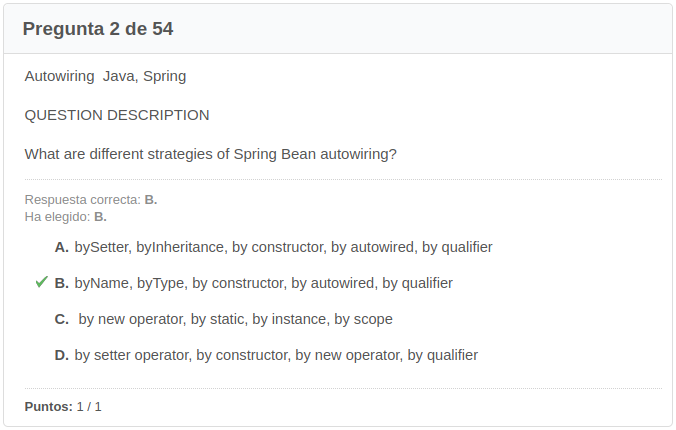 Pregunta 2 de 54
Autowiring  Java, Spring
QUESTION DESCRIPTION
What are different strategies of Spring Bean autowiring?
Respuesta correcta: B.
Ha elegido: B.
A. bySetter, byInheritance, by constructor, by autowired, by qualifier
B. byName, byType, by constructor, by autowired, by qualifier
C. by new operator, by static, by instance, by scope
D. by setter operator, by constructor, by new operator, by qualifier
Puntos: 1 / 1